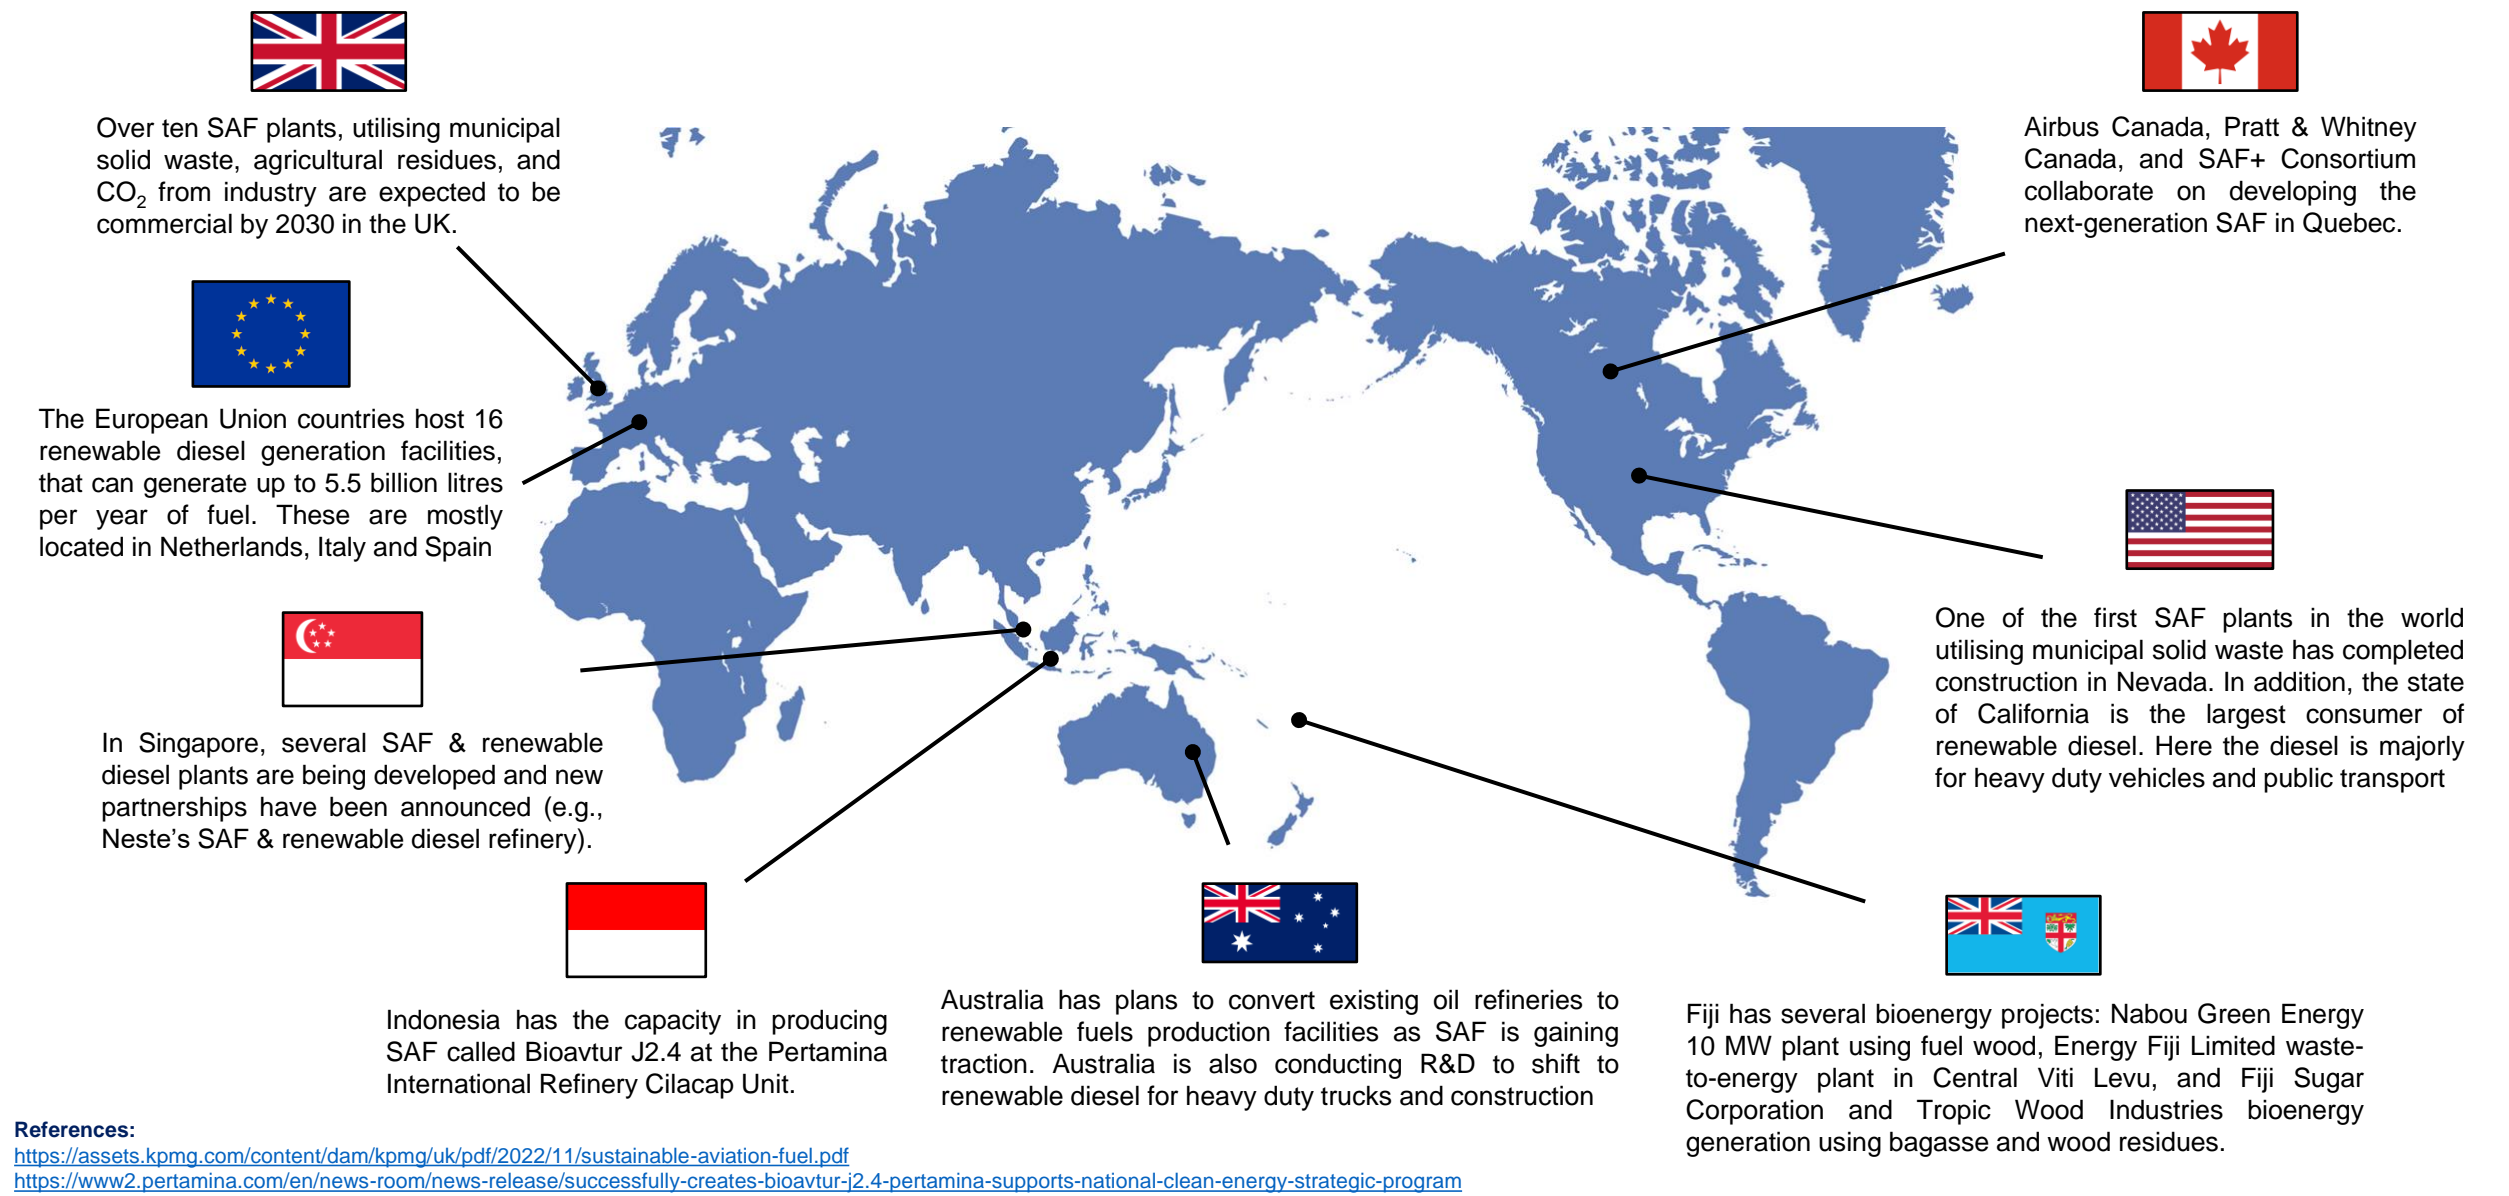 Over ten SAF plants, utilising municipal
solid waste, agricultural residues, and
CO₂ from industry are expected to be
commercial by 2030 in the UK.
The European Union countries host 16
renewable diesel generation facilities,
that can generate up to 5.5 billion litres
per year of fuel. These are mostly
located in Netherlands, Italy and Spain
In Singapore, several SAF & renewable
diesel plants are being developed and new
partnerships have been announced (e.g.,
Neste’s SAF & renewable diesel refinery).
Indonesia has the capacity in producing
SAF called Bioavtur J2.4 at the Pertamina
International Refinery Cilacap Unit.
Australia has plans to convert existing oil refineries to
renewable fuels production facilities as SAF is gaining
traction. Australia is also conducting R&D to shift to
renewable diesel for heavy duty trucks and construction
Airbus Canada, Pratt & Whitney
Canada, and SAF+ Consortium
collaborate on developing the
next-generation SAF in Quebec.
One of the first SAF plants in the world
utilising municipal solid waste has completed
construction in Nevada. In addition, the state
of California is the largest consumer of
renewable diesel. Here the diesel is majorly
for heavy duty vehicles and public transport
Fiji has several bioenergy projects: Nabou Green Energy
10 MW plant using fuel wood, Energy Fiji Limited waste-
to-energy plant in Central Viti Levu, and Fiji Sugar
Corporation and Tropic Wood Industries bioenergy
generation using bagasse and wood residues.
References:
https://assets.kpmg.com/content/dam/kpmg/uk/pdf/2022/11/sustainable-aviation-fuel.pdf
https://www2.pertamina.com/en/news-room/news-release/successfully-creates-bioavtur-j2.4-pertamina-supports-national-clean-energy-strategic-program